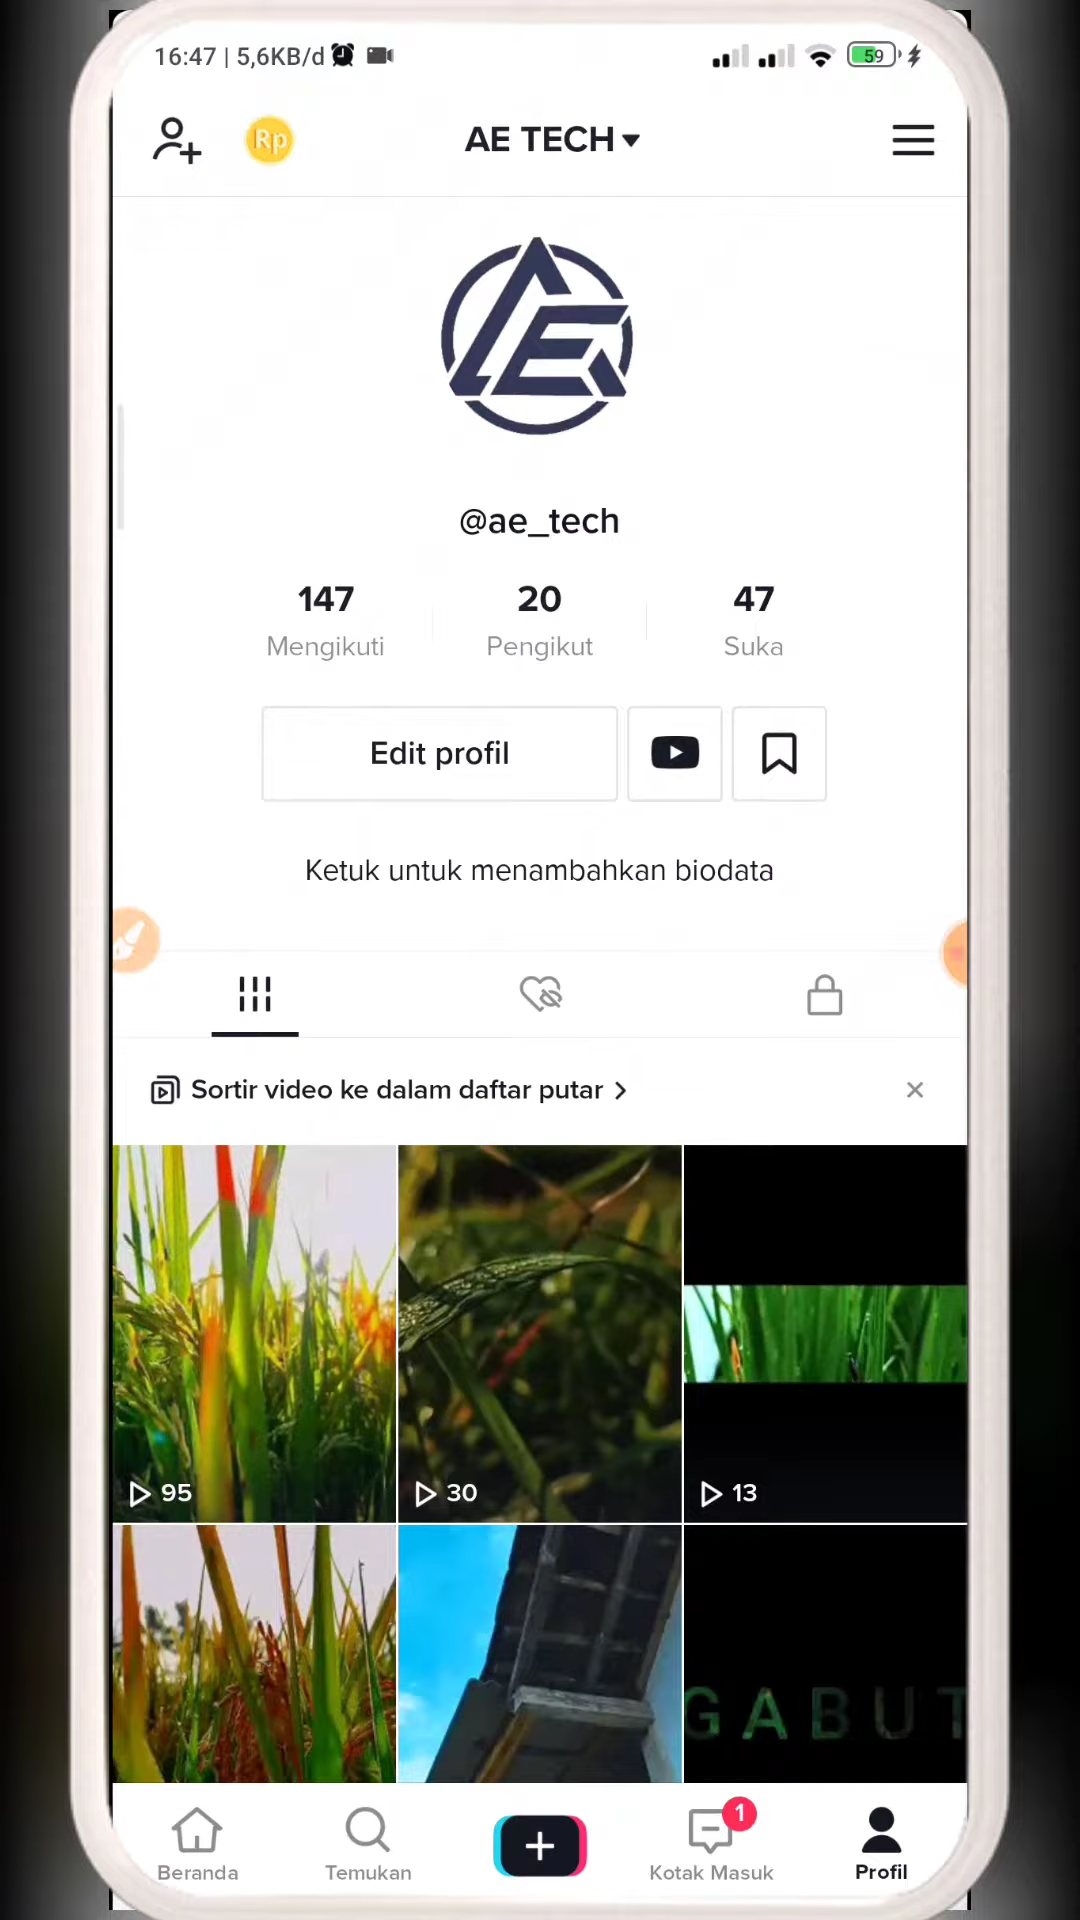 16:47 | 5,6KB/d
59
Rp
AE TECH
AE
@ae_tech
147
20
47
Mengikuti
Pengikut
Suka
Edit profil
Ketuk untuk menambahkan biodata
Sortir video ke dalam daftar putar
95
30
13
GABUT
1
Beranda
Temukan
Kotak Masuk
Profil